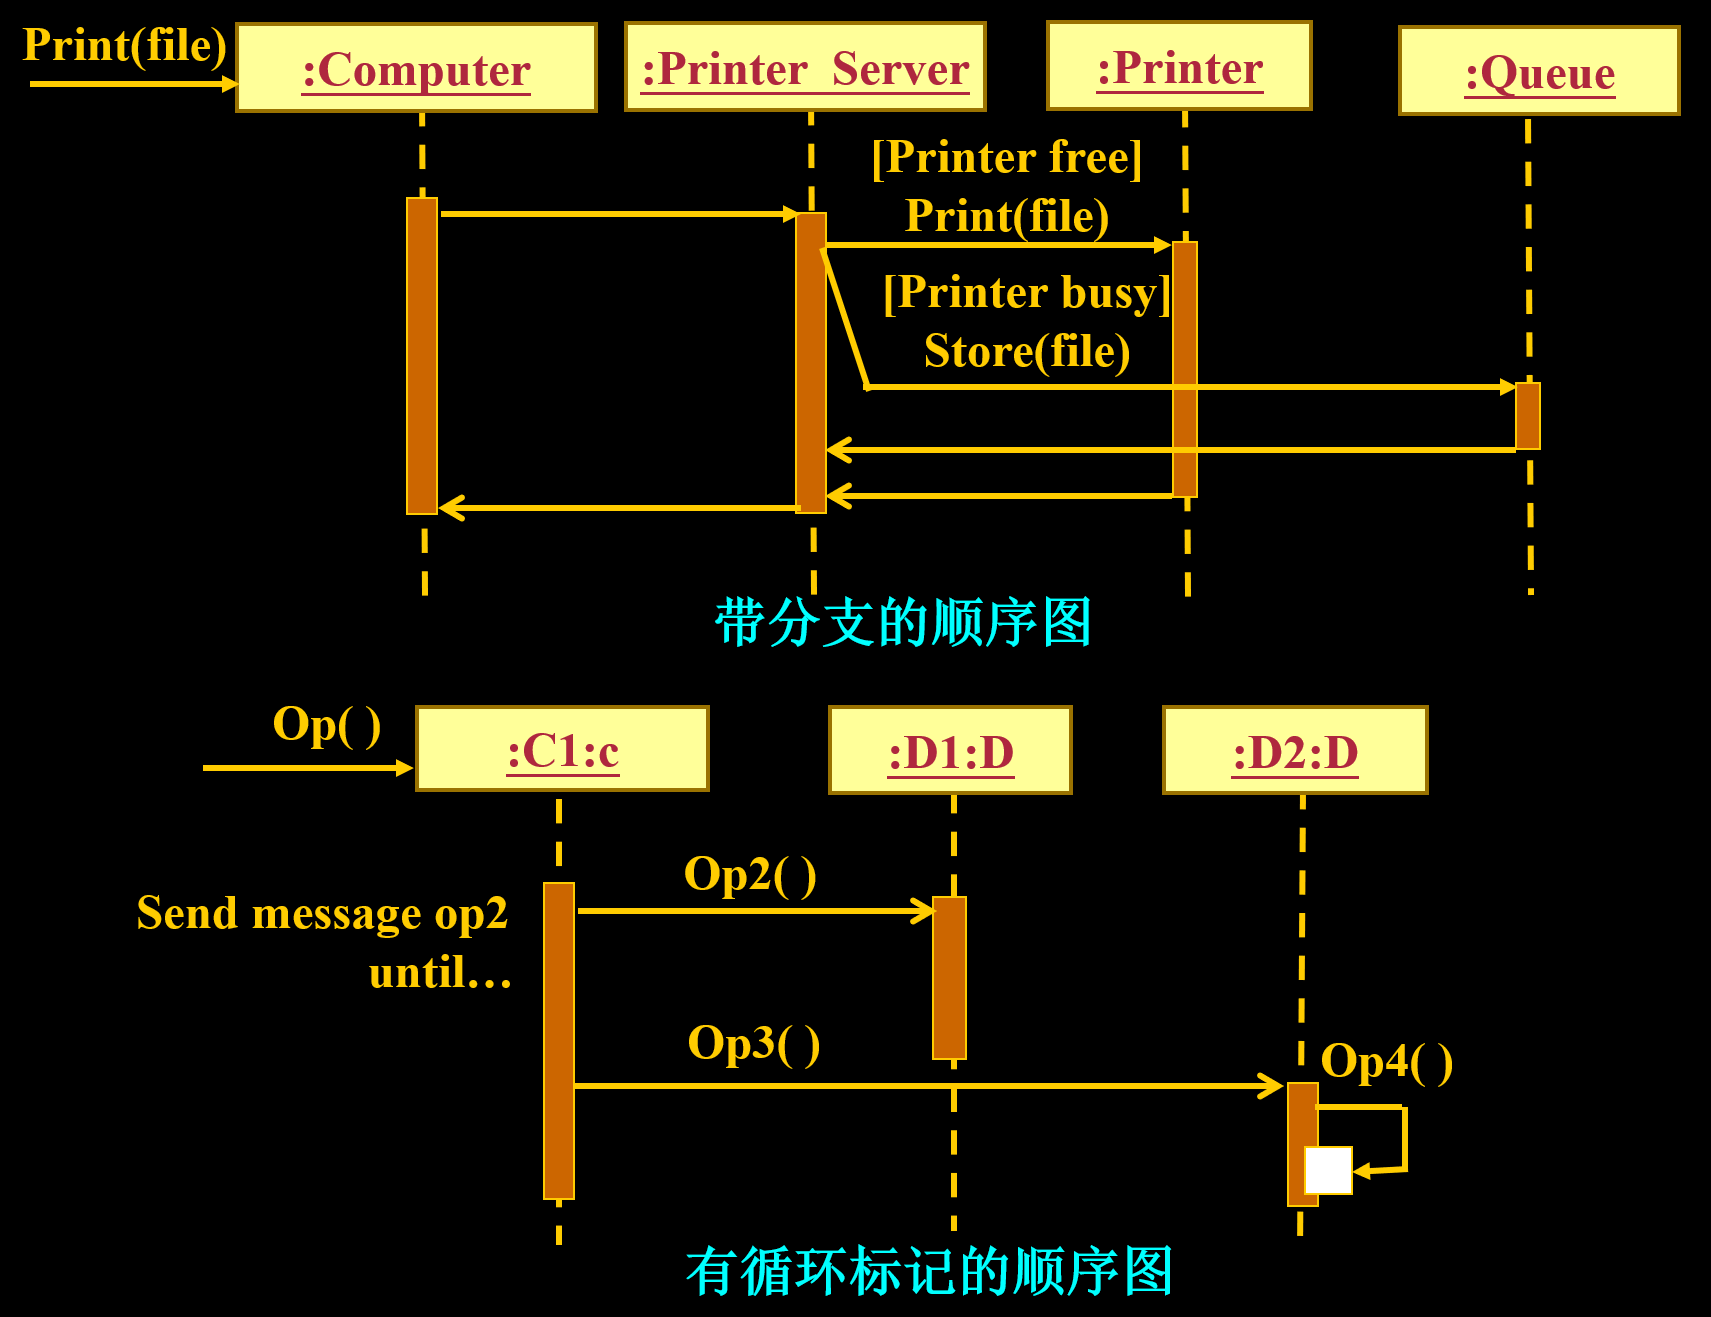 Print(file)
:Computer
:Printer Server
:Printer
:Queue
[Printer free]
Print(file)
[Printer busy]
Store(file)
带分支的顺序图
Op( )
:C1:c
:D1:D
:D2:D
Op2( )
Send message op2
until…
Op3( )
Op4( )
有循环标记的顺序图